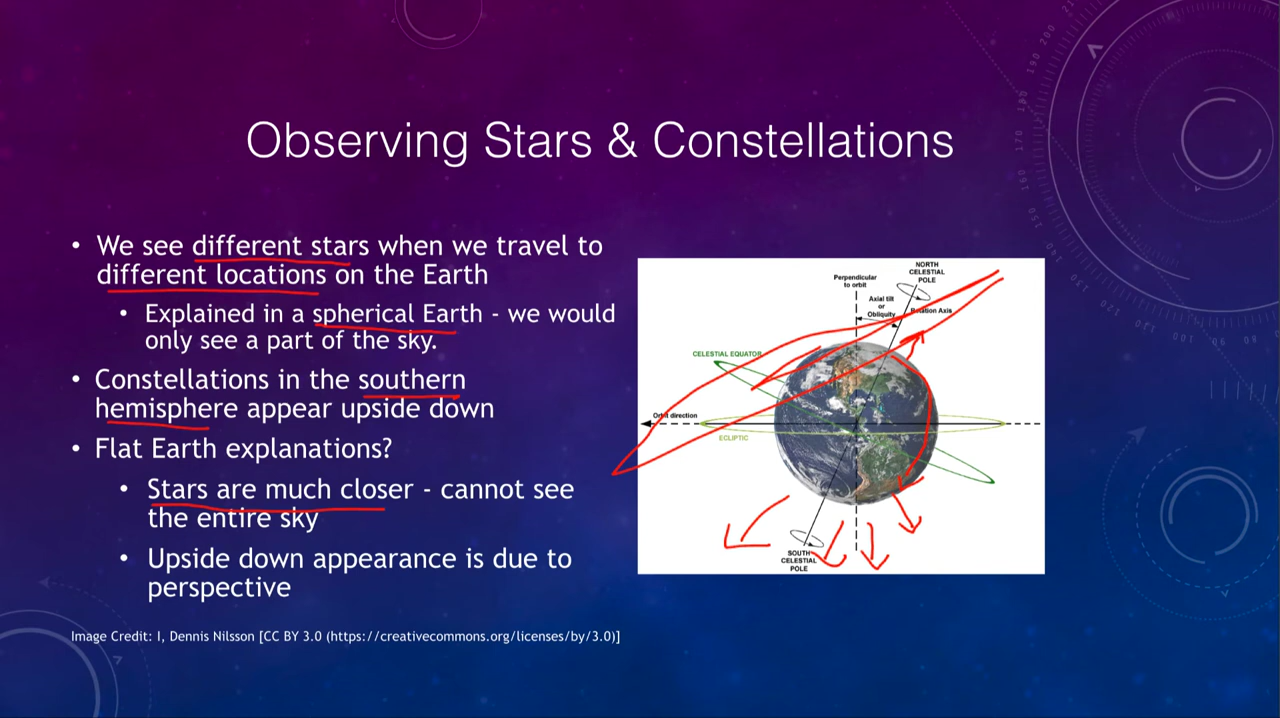 Observing Stars & Constellations
• We see different stars when we travel to
different locations on the Earth
• Explained in a spherical Earth - we would
only see a part of the sky.
• Constellations in the southern
hemisphere appear upside down
• Flat Earth explanations?
• Stars are much closer - cannot see
the entire sky
• Upside down appearance is due to
perspective
Image Credit: I, Dennis Nilsson [CC BY 3.0 (https://creativecommons.org/licenses/by/3.0)]
NORTH
CELESTIAL
POLE
Perpendicular
to orbit
Axial tilt
or
Obliquity
Rotation Axis
CELESTIAL EQUATOR
Orbit direction
ECLIPTIC
SOUTH
CELESTIAL
POLE